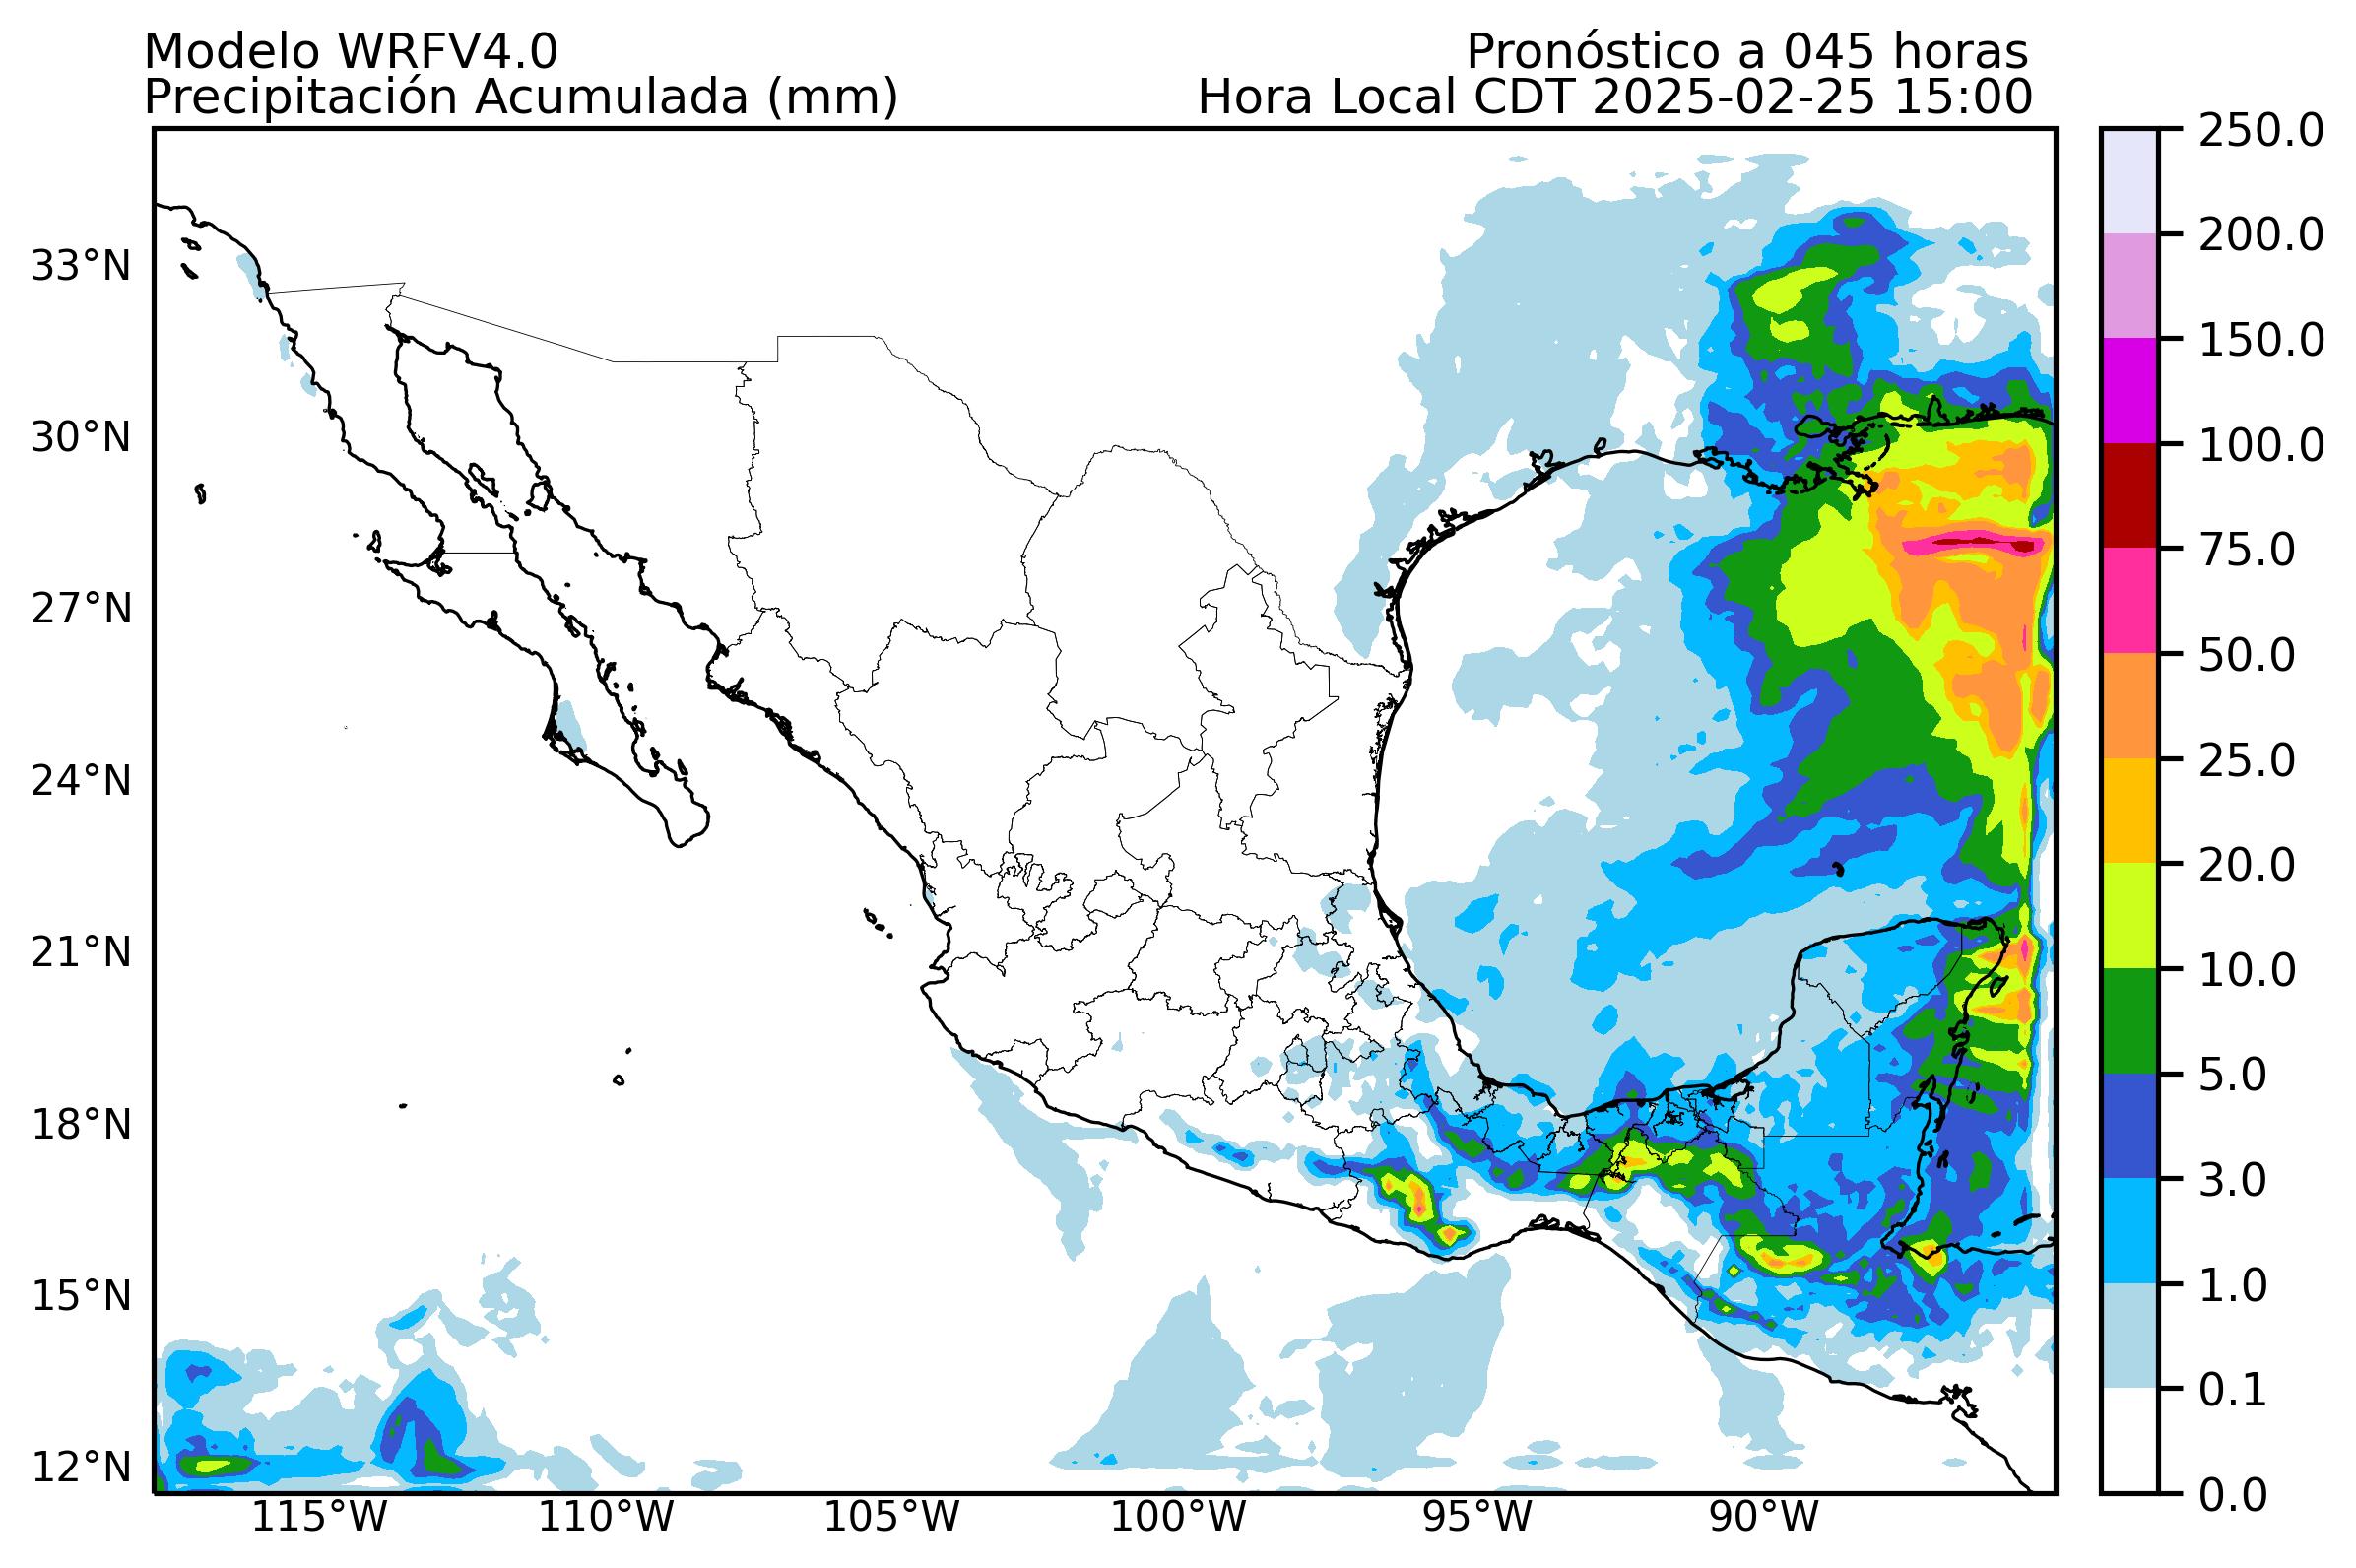 Modelo WRFV4.0
Pronóstico a 045 horas
Precipitación Acumulada (mm)
Hora Local CDT 2025-02-25 15:00
33°N
30°N
27°N
24°N
21°N
18°N
15°N
12°N
115°W
110°W
105°W
100°W
95°W
90°W
250.0
200.0
150.0
100.0
75.0
50.0
25.0
20.0
10.0
5.0
3.0
1.0
0.1
0.0